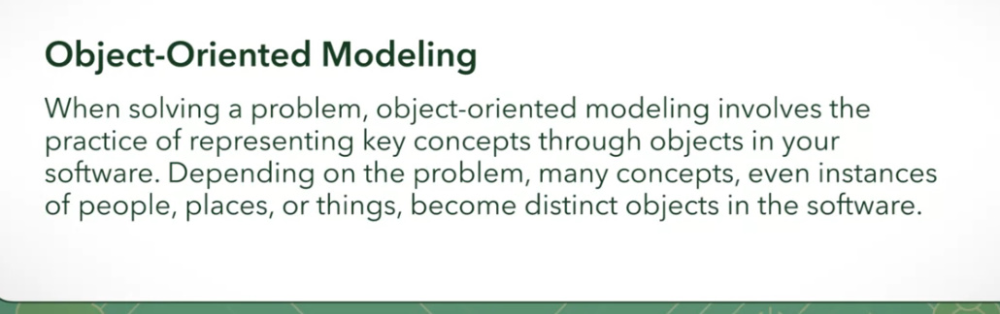 Object-Oriented Modeling
When solving a problem, object-oriented modeling involves the
practice of representing key concepts through objects in your
software. Depending on the problem, many concepts, even instances
of people, places, or things, become distinct objects in the software.